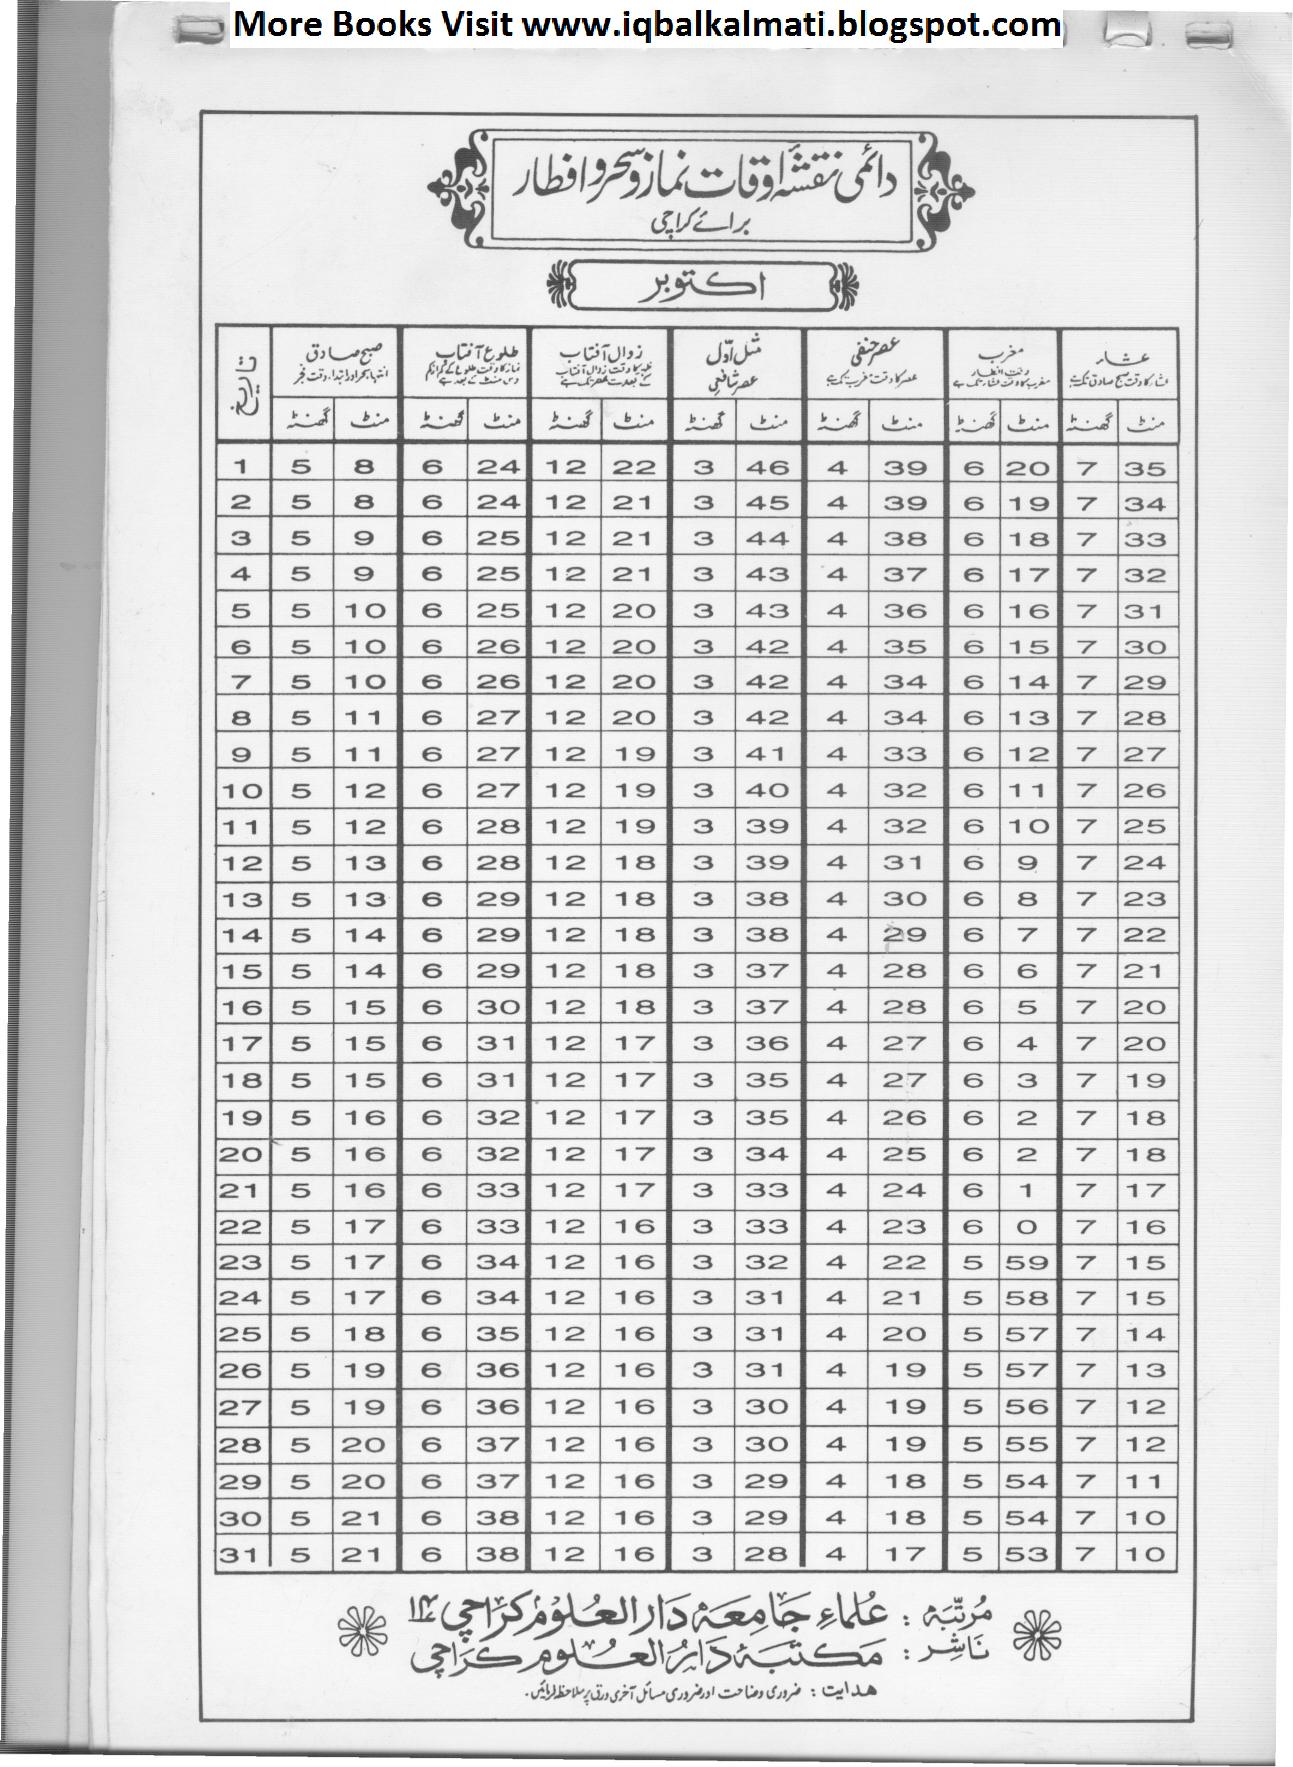 More Books Visit www.iqbalkalmati.blogspot.com
دائمی نقشۂ اوقات نماز و سحر و افطار
برائے کراچی
اکتوبر
تاریخ صبح صادق طلوع آفتاب زوال آفتاب مثل اوّل عصر حنفی مغرب عشاء
انتہاء سحر اور ابتداء وقت فجر عصر شافعی عصر کا وقت مغرب تک ہے وقت افطار مغرب کا وقت عشاء تک ہے عشاء کا وقت صبح صادق تک ہے
گھنٹہ منٹ گھنٹہ منٹ گھنٹہ منٹ گھنٹہ منٹ گھنٹہ منٹ گھنٹہ منٹ گھنٹہ منٹ
1 5 8 6 24 12 22 3 46 4 39 6 20 7 35
2 5 8 6 24 12 21 3 45 4 39 6 19 7 34
3 5 9 6 25 12 21 3 44 4 38 6 18 7 33
4 5 9 6 25 12 21 3 43 4 37 6 17 7 32
5 5 10 6 25 12 20 3 43 4 36 6 16 7 31
6 5 10 6 26 12 20 3 42 4 35 6 15 7 30
7 5 10 6 26 12 20 3 42 4 34 6 14 7 29
8 5 11 6 27 12 20 3 42 4 34 6 13 7 28
9 5 11 6 27 12 19 3 41 4 33 6 12 7 27
10 5 12 6 27 12 19 3 40 4 32 6 11 7 26
11 5 12 6 28 12 19 3 39 4 32 6 10 7 25
12 5 13 6 28 12 18 3 39 4 31 6 9 7 24
13 5 13 6 29 12 18 3 38 4 30 6 8 7 23
14 5 14 6 29 12 18 3 38 4 29 6 7 7 22
15 5 14 6 29 12 18 3 37 4 28 6 6 7 21
16 5 15 6 30 12 18 3 37 4 28 6 5 7 20
17 5 15 6 31 12 17 3 36 4 27 6 4 7 20
18 5 15 6 31 12 17 3 35 4 27 6 3 7 19
19 5 16 6 32 12 17 3 35 4 26 6 2 7 18
20 5 16 6 32 12 17 3 34 4 25 6 2 7 18
21 5 16 6 33 12 17 3 33 4 24 6 1 7 17
22 5 17 6 33 12 16 3 33 4 23 6 0 7 16
23 5 17 6 34 12 16 3 32 4 22 5 59 7 15
24 5 17 6 34 12 16 3 31 4 21 5 58 7 15
25 5 18 6 35 12 16 3 31 4 20 5 57 7 14
26 5 19 6 36 12 16 3 31 4 19 5 57 7 13
27 5 19 6 36 12 16 3 30 4 19 5 56 7 12
28 5 20 6 37 12 16 3 30 4 19 5 55 7 12
29 5 20 6 37 12 16 3 29 4 18 5 54 7 11
30 5 21 6 38 12 16 3 29 4 18 5 54 7 10
31 5 21 6 38 12 16 3 28 4 17 5 53 7 10
مرتّبہ : علماءِ جامعہ دارالعلوم کراچی ۱۴
ناشر : مکتبہ دارالعلوم کراچی
ہدایت : ضروری وضاحت اور ضروری مسائل آخری ورق پر ملاحظہ فرمائیں۔